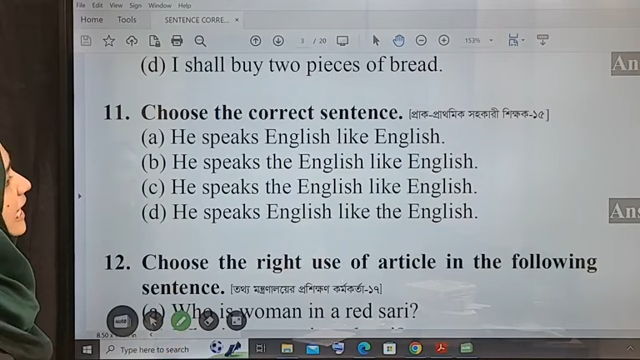 File Edit View Sign Window Help
Home Tools SENTENCE CORRE... ×
3 / 20 153%
(d) I shall buy two pieces of bread.
An
11. Choose the correct sentence. [প্রাক-প্রাথমিক সহকারী শিক্ষক-১৫]
(a) He speaks English like English.
(b) He speaks the English like English.
(c) He speaks the English like English.
(d) He speaks English like the English.
Ans
12. Choose the right use of article in the following
sentence. [তথ্য মন্ত্রণালয়ের প্রশিক্ষণ কর্মকর্তা-১৭]
(a) Who is woman in a red sari?
Type here to search